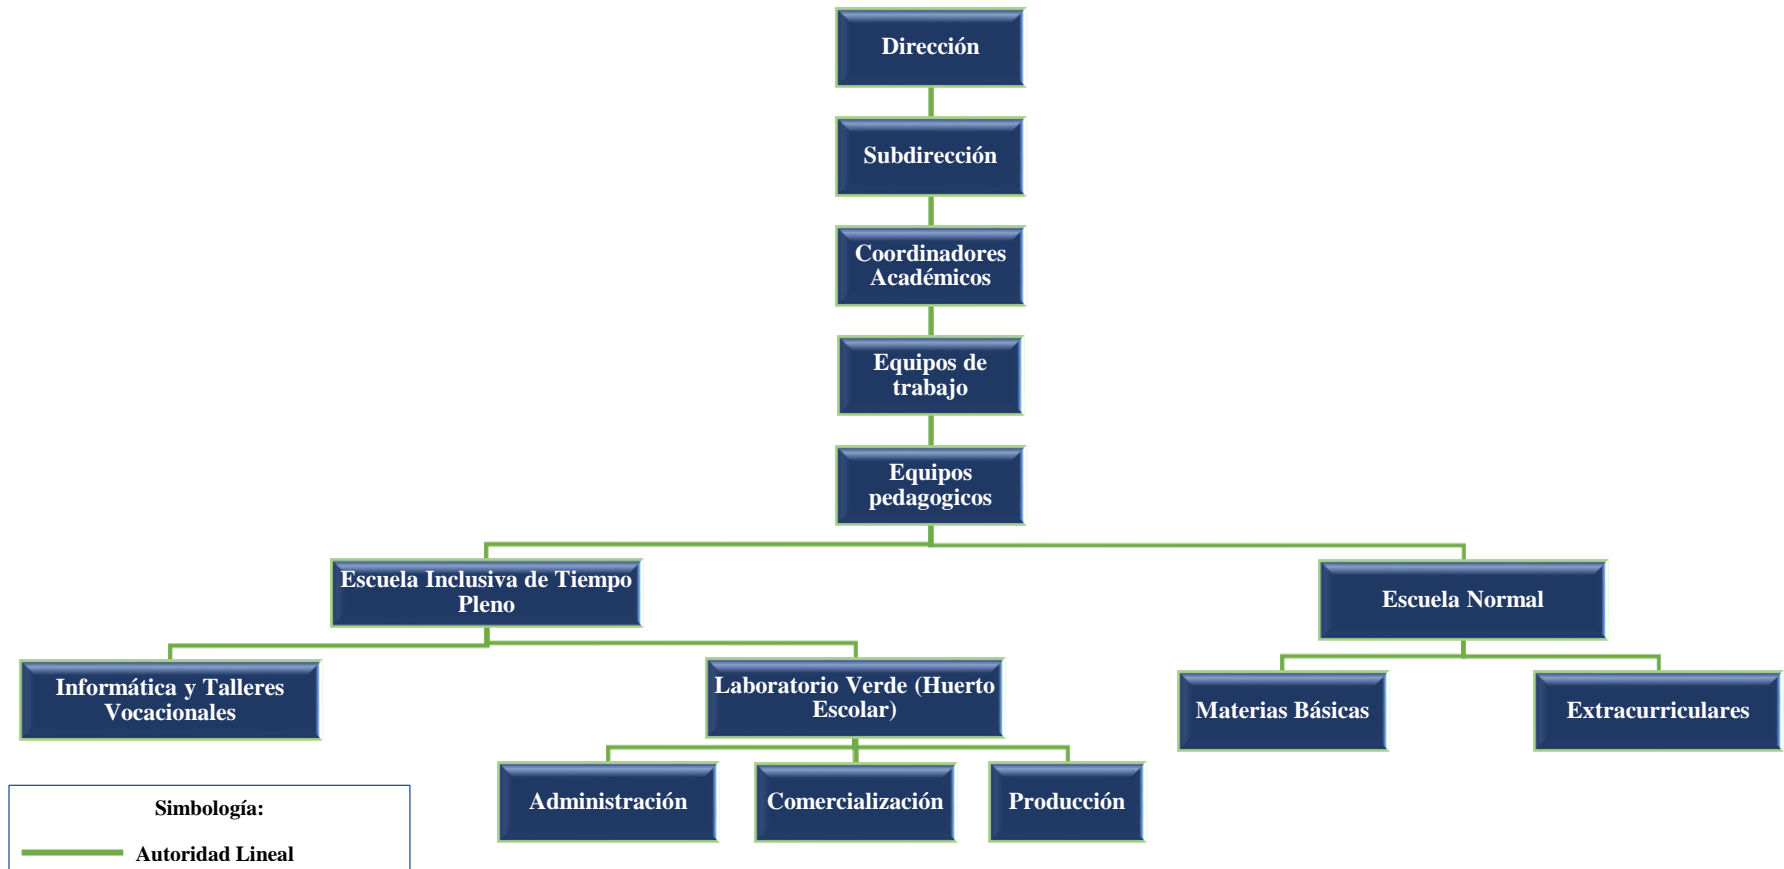 Dirección
Subdirección
Coordinadores
Académicos
Equipos de
trabajo
Equipos
pedagogicos
Escuela Inclusiva de Tiempo
Pleno
Escuela Normal
Informática y Talleres
Vocacionales
Laboratorio Verde (Huerto
Escolar)
Materias Básicas
Extracurriculares
Administración
Comercialización
Producción
Simbología:
Autoridad Lineal